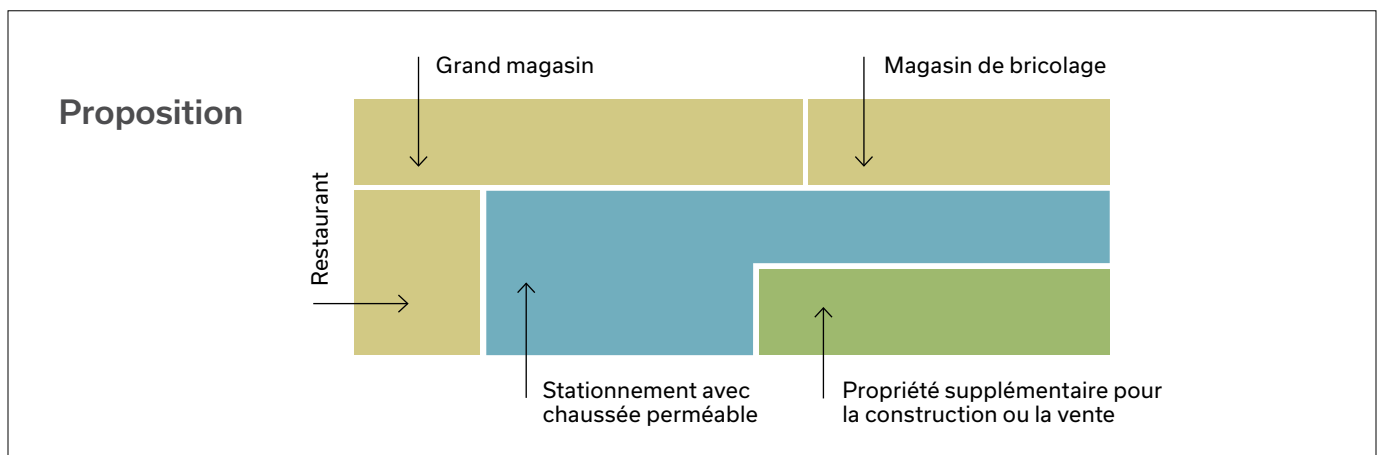 Proposition
Grand magasin
Magasin de bricolage
Restaurant
Stationnement avec
chaussée perméable
Propriété supplémentaire pour
la construction ou la vente